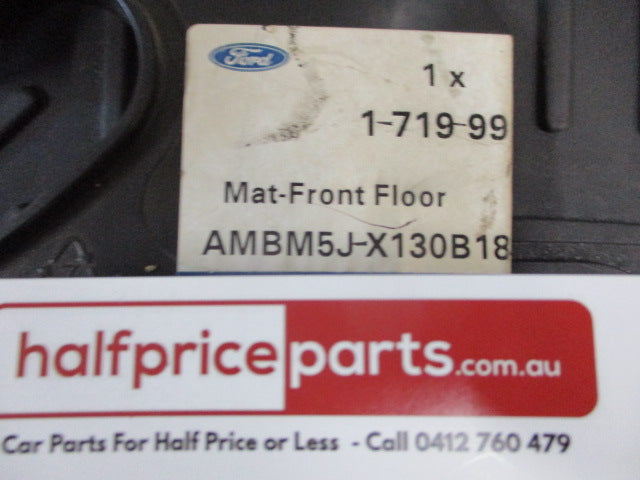 Ford
1 x
1-719-99
Mat-Front Floor
AMBM5J-X130B18
halfpriceparts.com.au
Car Parts For Half Price or Less - Call 0412 760 479